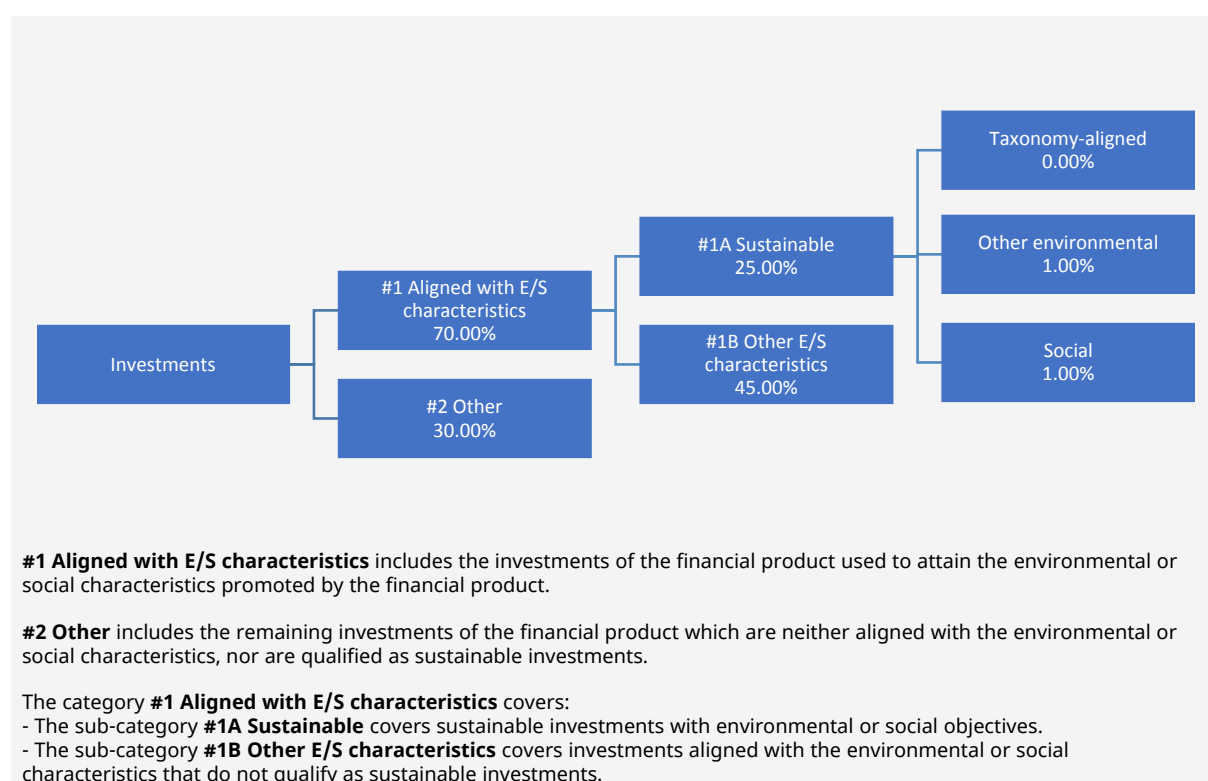 Investments
#1 Aligned with E/S
characteristics
70.00%
#2 Other
30.00%
#1A Sustainable
25.00%
#1B Other E/S
characteristics
45.00%
Taxonomy-aligned
0.00%
Other environmental
1.00%
Social
1.00%
#1 Aligned with E/S characteristics includes the investments of the financial product used to attain the environmental or
social characteristics promoted by the financial product.
#2 Other includes the remaining investments of the financial product which are neither aligned with the environmental or
social characteristics, nor are qualified as sustainable investments.
The category #1 Aligned with E/S characteristics covers:
- The sub-category #1A Sustainable covers sustainable investments with environmental or social objectives.
- The sub-category #1B Other E/S characteristics covers investments aligned with the environmental or social
characteristics that do not qualify as sustainable investments.